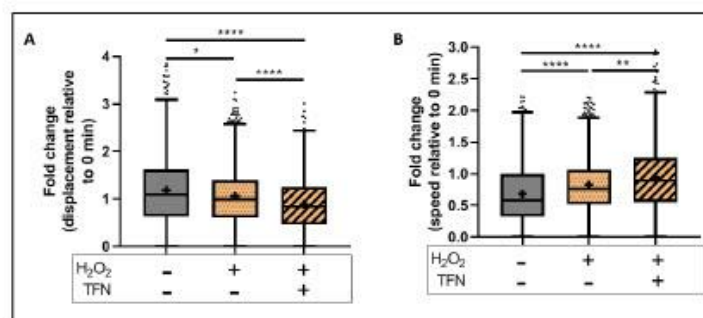 A
Fold change
(displacement relative
to 0 min)
4
3
2
1
0
****
*
****
H₂O₂ - + +
TFN - - +
B
Fold change
(speed relative to 0 min)
3.0
2.5
2.0
1.5
1.0
0.5
0.0
****
****
**
H₂O₂ - + +
TFN - - +